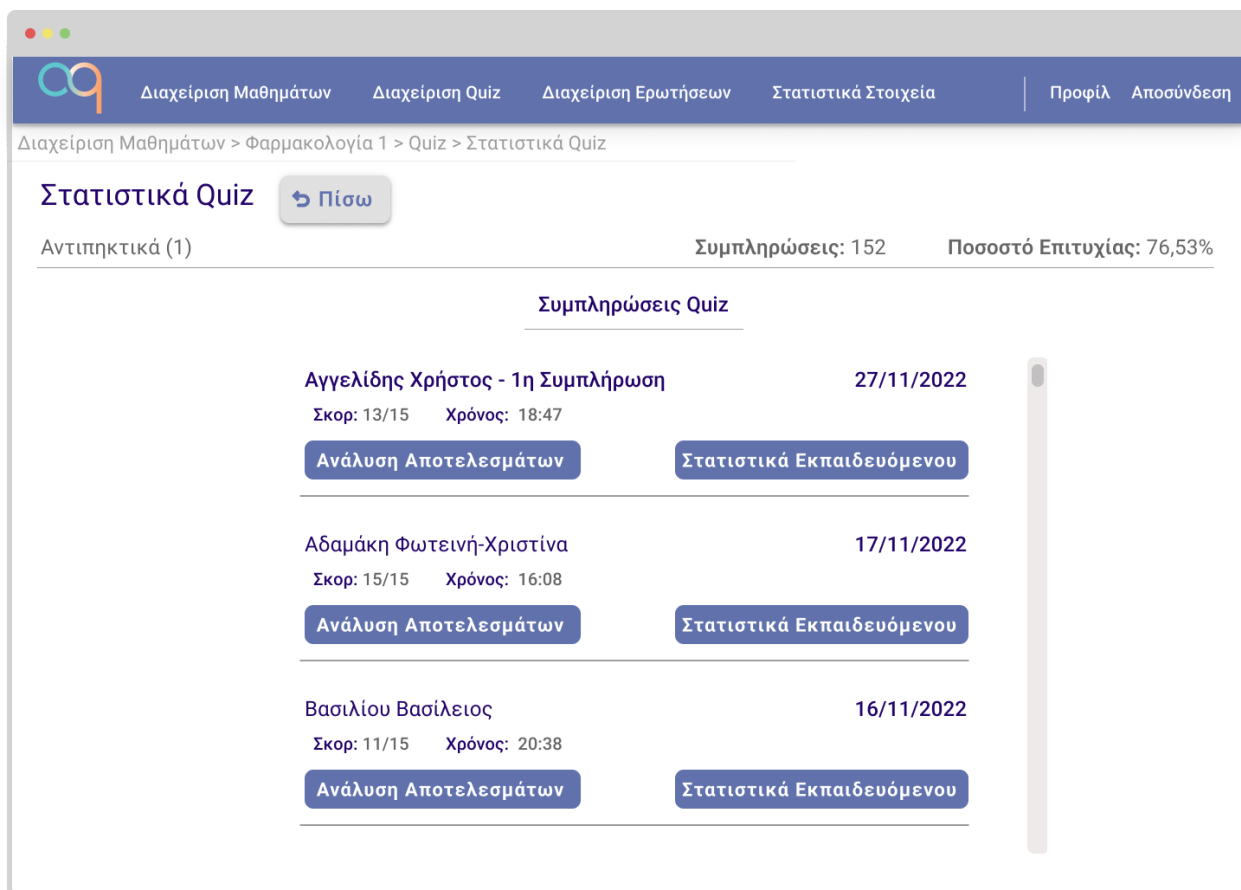 Διαχείριση Μαθημάτων Διαχείριση Quiz Διαχείριση Ερωτήσεων Στατιστικά Στοιχεία Προφίλ Αποσύνδεση
Διαχείριση Μαθημάτων > Φαρμακολογία 1 > Quiz > Στατιστικά Quiz
Στατιστικά Quiz Πίσω
Αντιπηκτικά (1) Συμπληρώσεις: 152 Ποσοστό Επιτυχίας: 76,53%
Συμπληρώσεις Quiz
Αγγελίδης Χρήστος - 1η Συμπλήρωση 27/11/2022
Σκορ: 13/15 Χρόνος: 18:47
Ανάλυση Αποτελεσμάτων Στατιστικά Εκπαιδευόμενου
Αδαμάκη Φωτεινή-Χριστίνα 17/11/2022
Σκορ: 15/15 Χρόνος: 16:08
Ανάλυση Αποτελεσμάτων Στατιστικά Εκπαιδευόμενου
Βασιλίου Βασίλειος 16/11/2022
Σκορ: 11/15 Χρόνος: 20:38
Ανάλυση Αποτελεσμάτων Στατιστικά Εκπαιδευόμενου